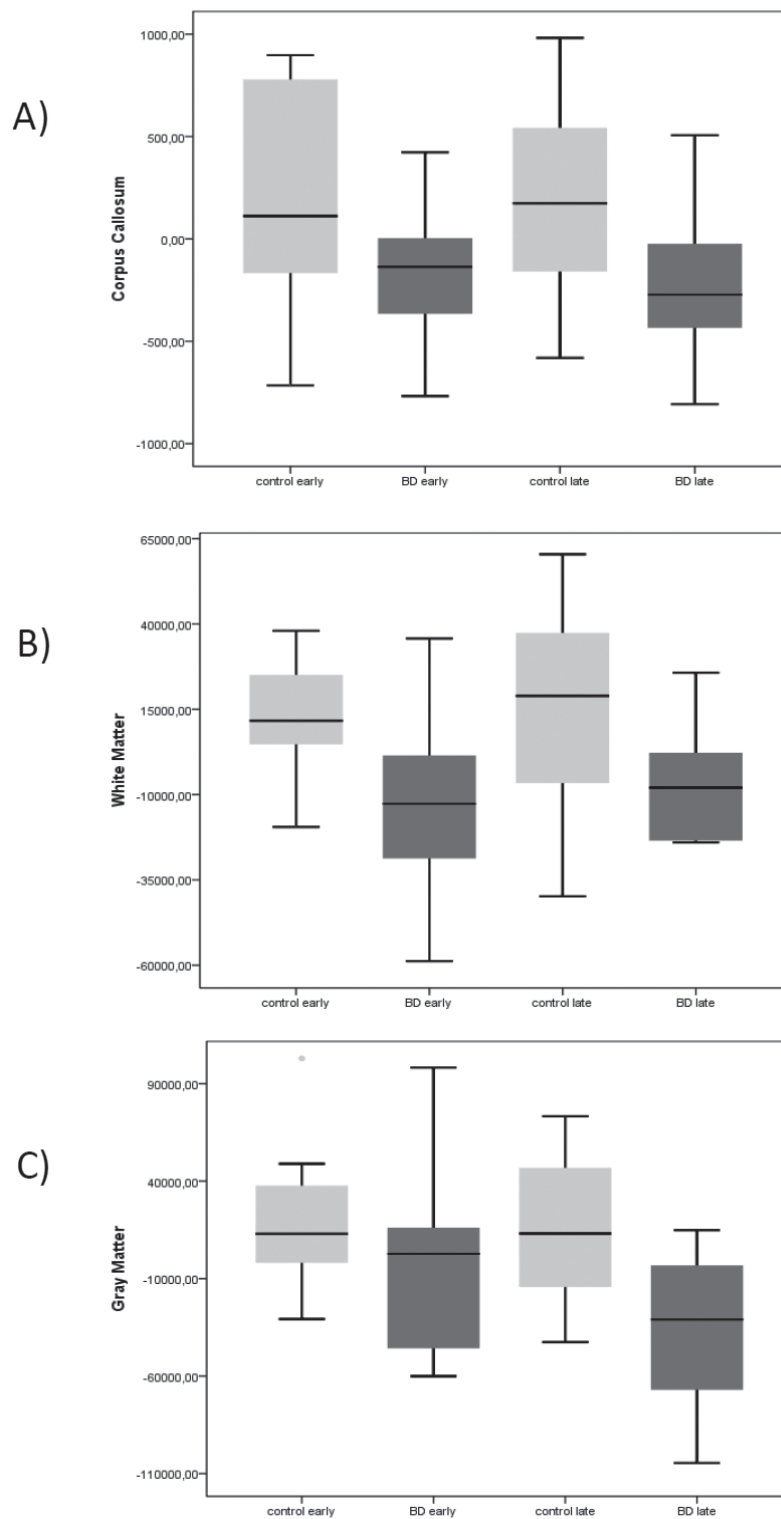 A)
Corpus Callosum
1000,00
500,00
0,00
-500,00
-1000,00
control early
BD early
control late
BD late
B)
White Matter
65000,00
40000,00
15000,00
-10000,00
-35000,00
-60000,00
control early
BD early
control late
BD late
C)
Gray Matter
90000,00
40000,00
-10000,00
-60000,00
-110000,00
control early
BD early
control late
BD late